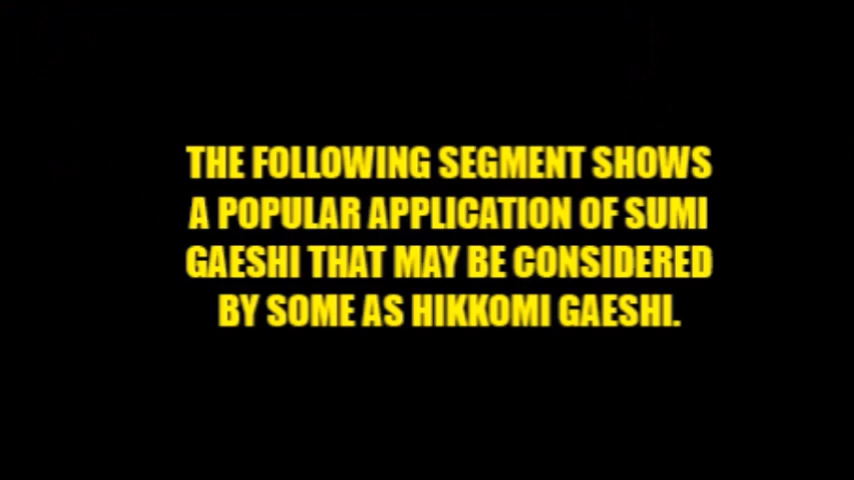 THE FOLLOWING SEGMENT SHOWS
A POPULAR APPLICATION OF SUMI
GAESHI THAT MAY BE CONSIDERED
BY SOME AS HIKKOMI GAESHI.